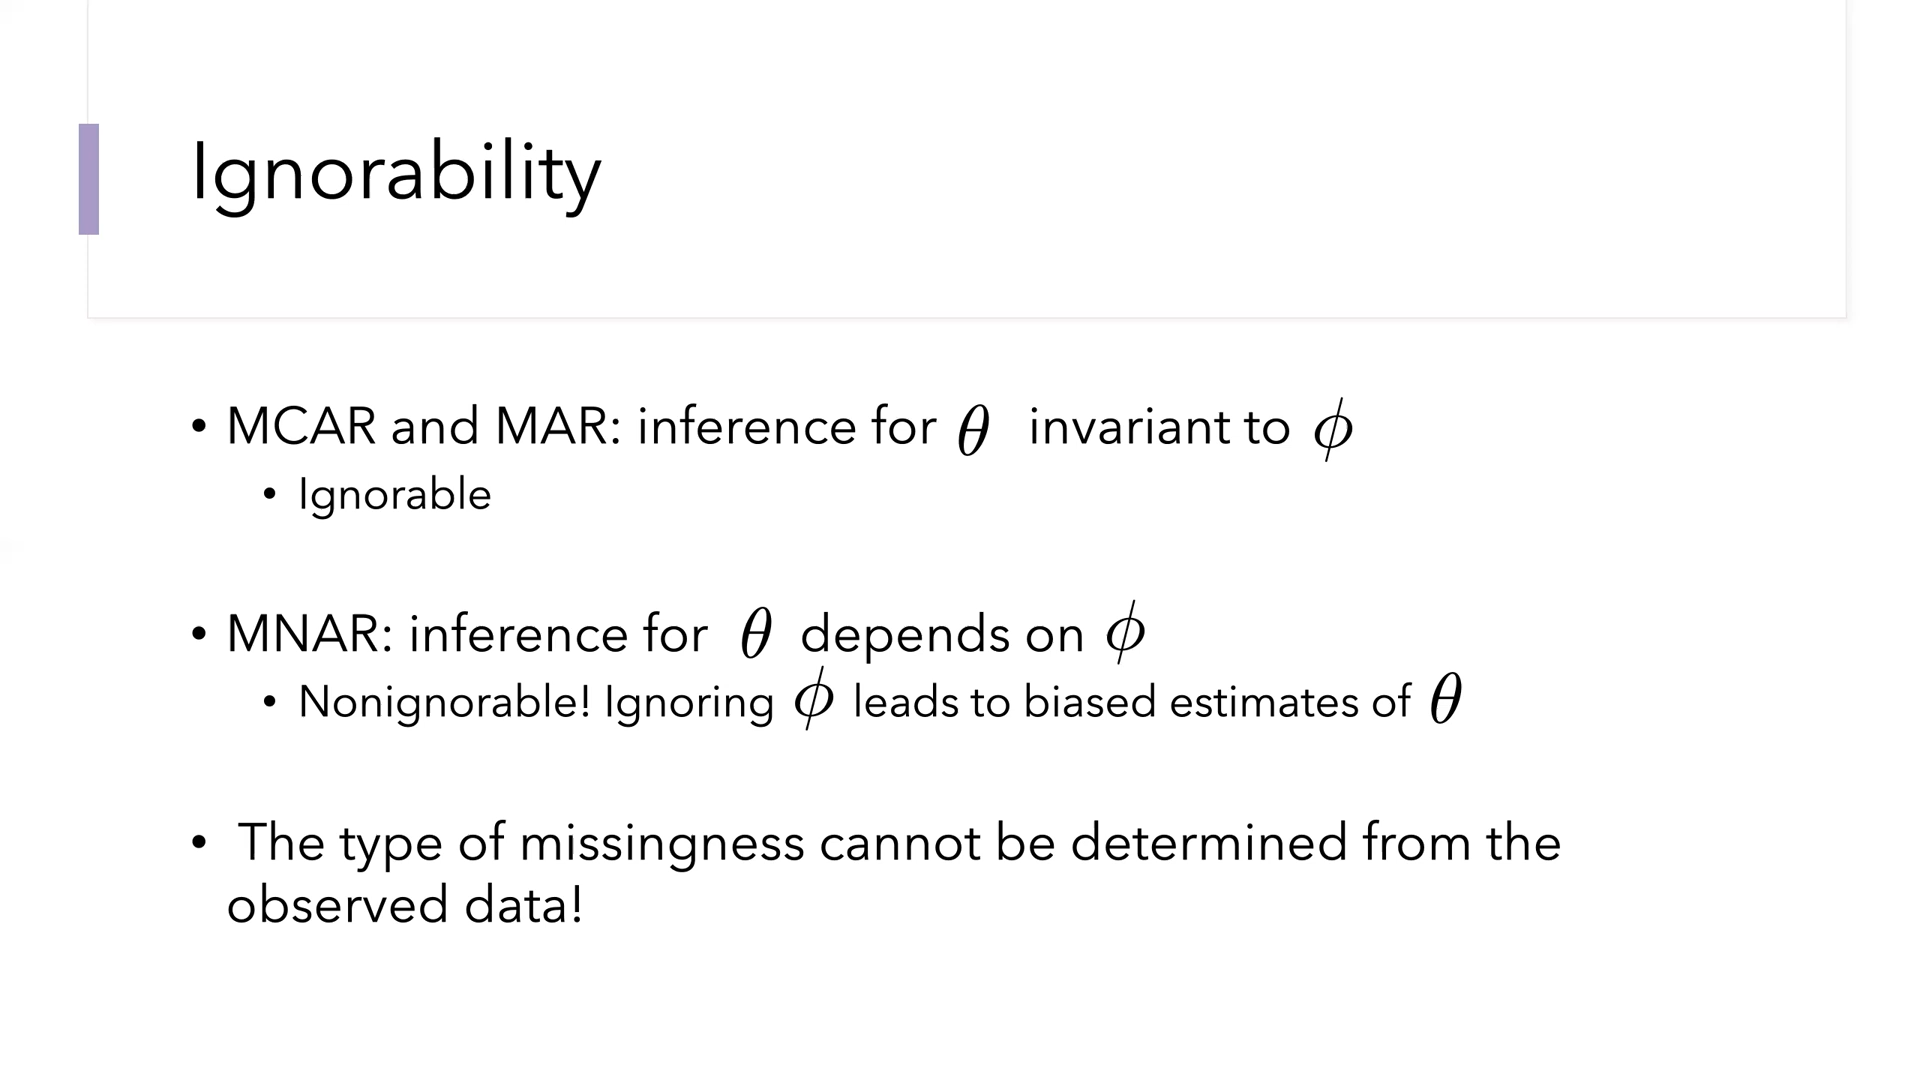 Ignorability
• MCAR and MAR: inference for θ invariant to ϕ
• Ignorable
• MNAR: inference for θ depends on ϕ
• Nonignorable! Ignoring ϕ leads to biased estimates of θ
• The type of missingness cannot be determined from the
observed data!